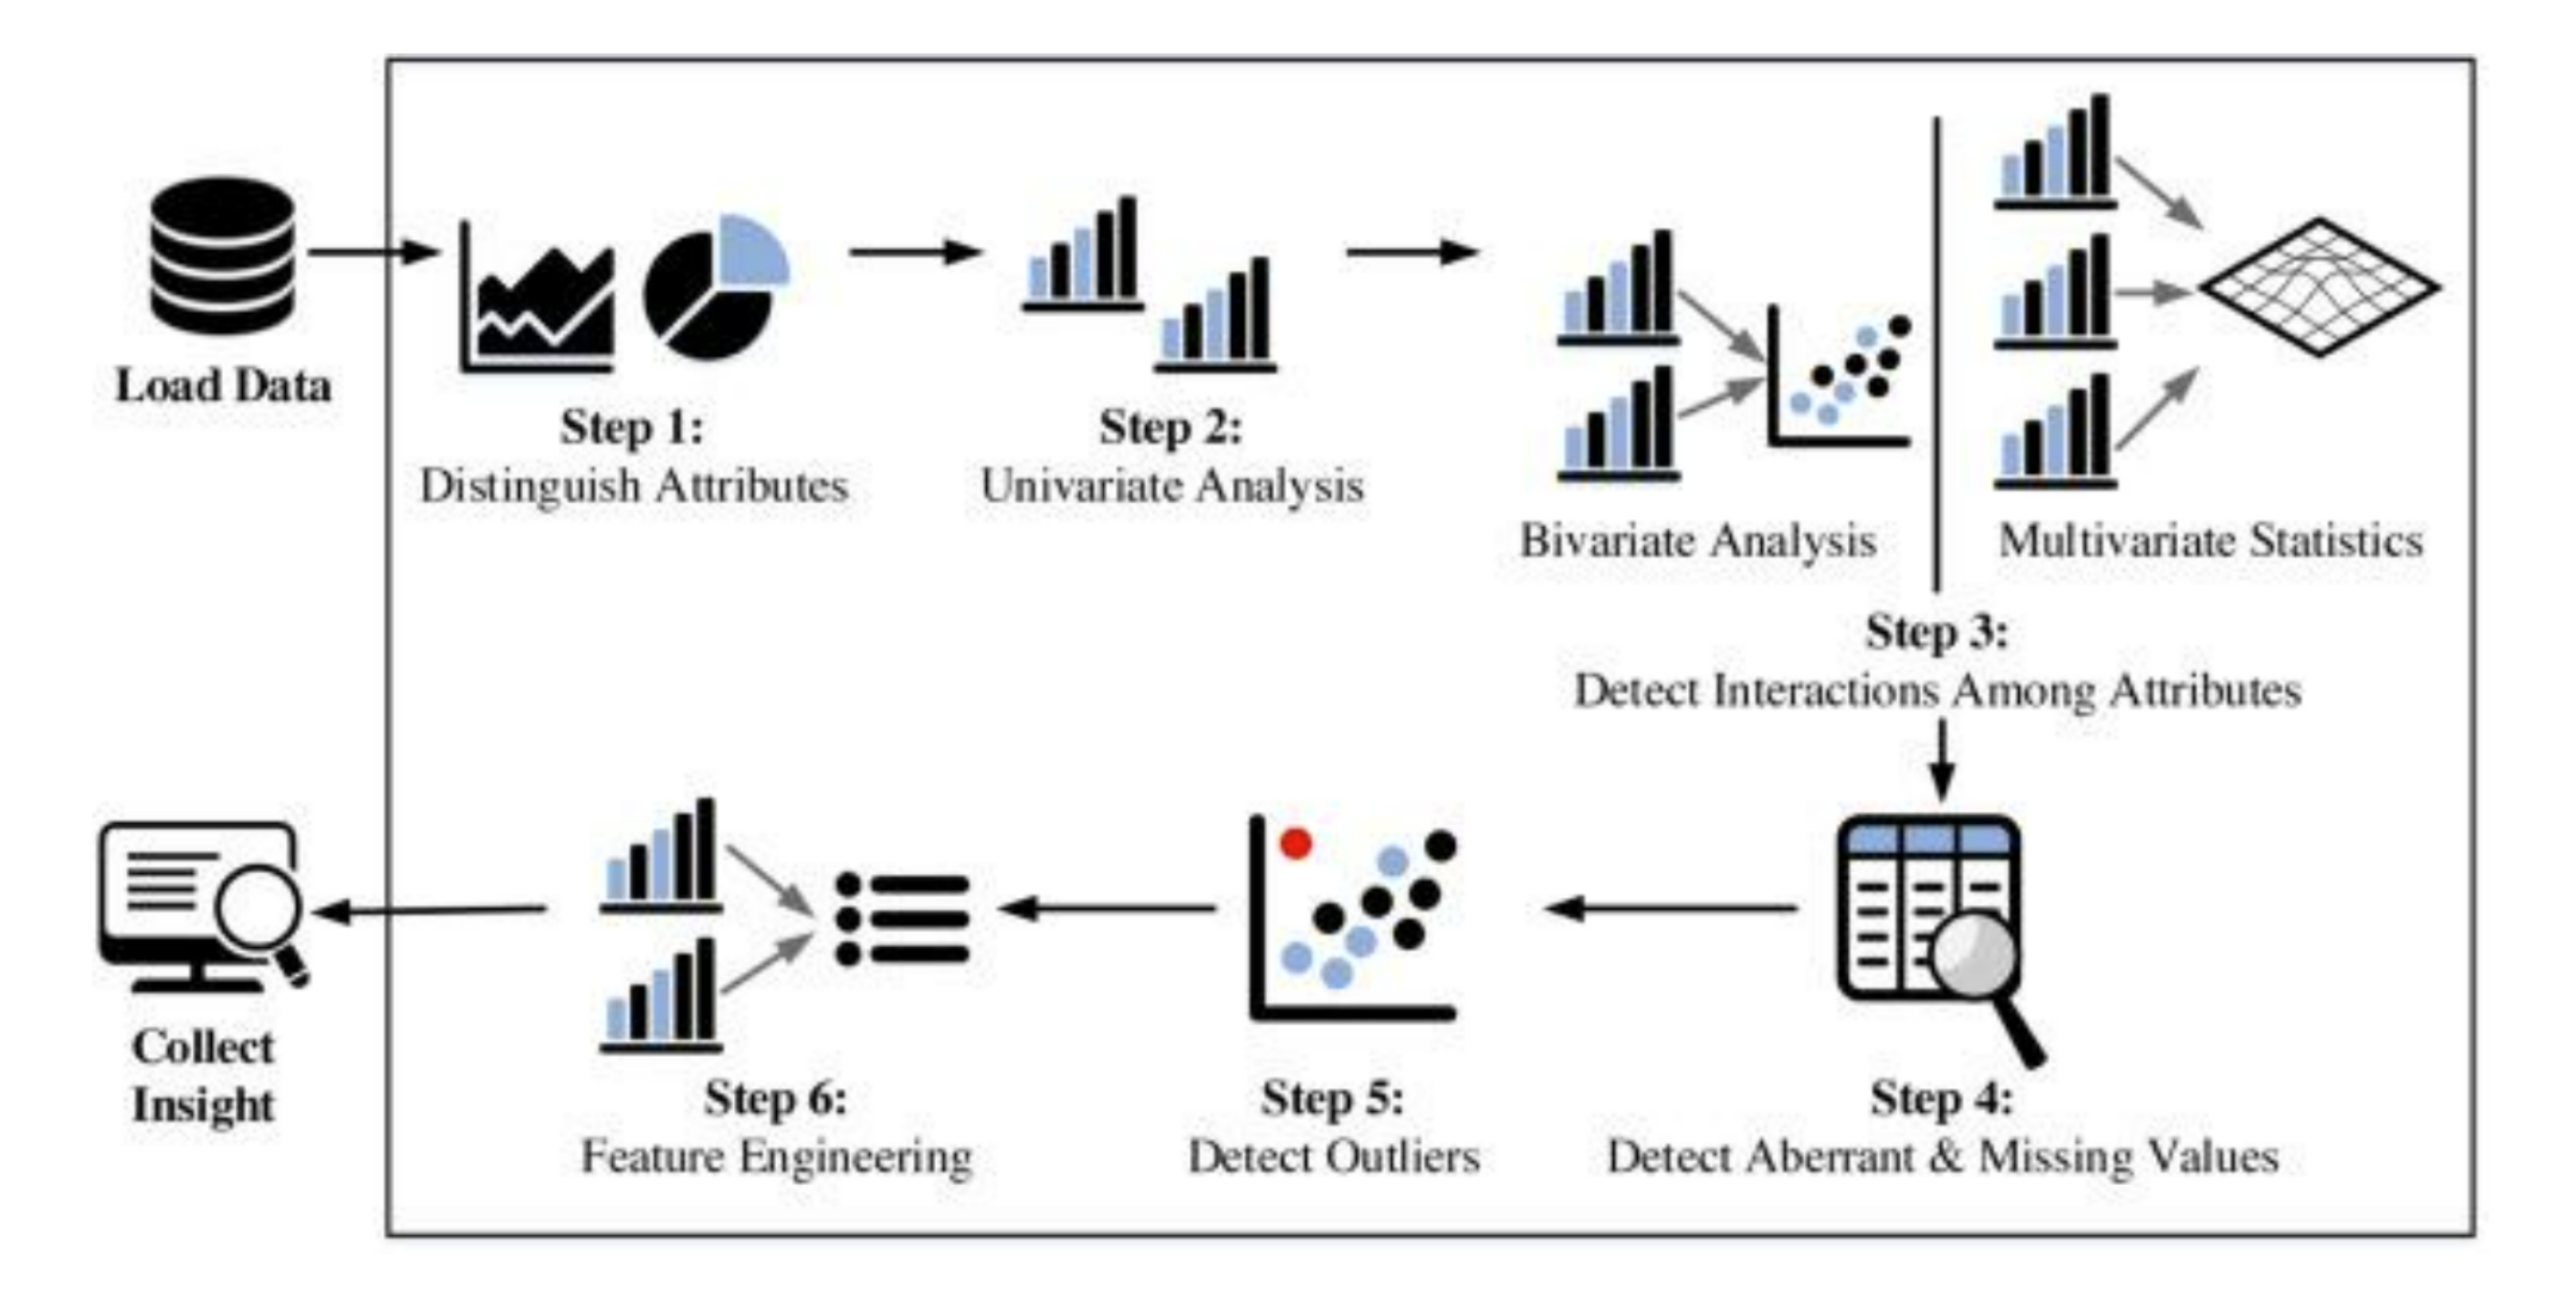 Load Data
Step 1:
Distinguish Attributes
Step 2:
Univariate Analysis
Bivariate Analysis
Multivariate Statistics
Step 3:
Detect Interactions Among Attributes
Step 4:
Detect Aberrant & Missing Values
Step 5:
Detect Outliers
Step 6:
Feature Engineering
Collect
Insight